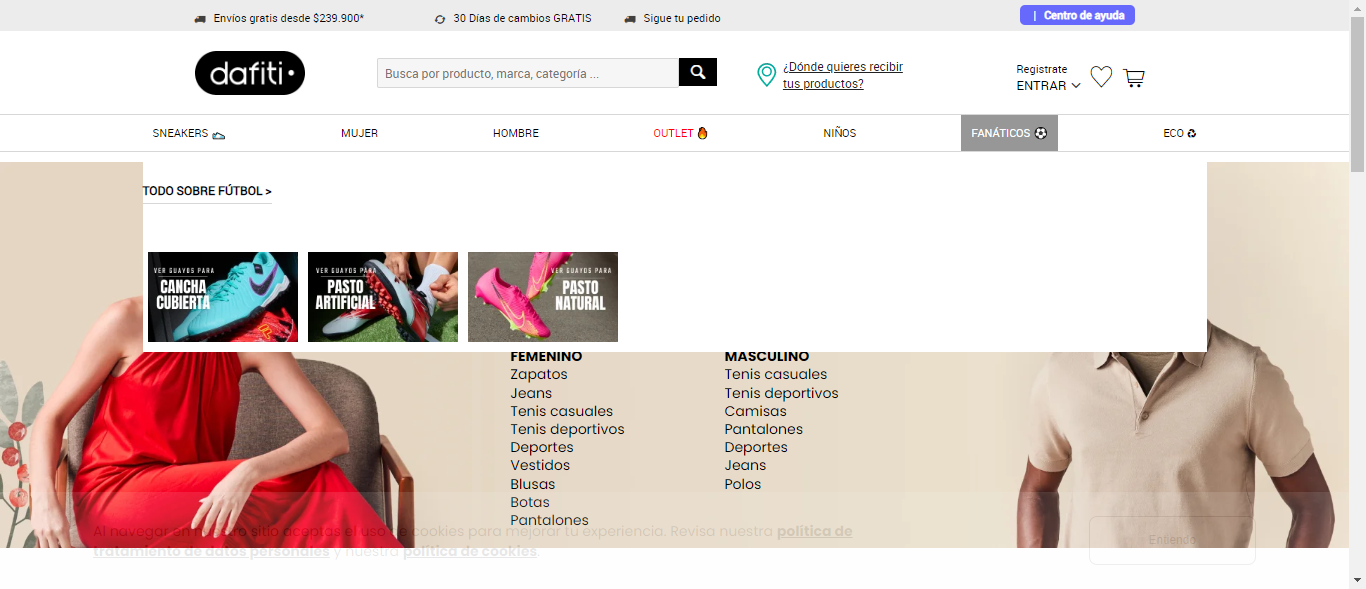 Envíos gratis desde $239.900*
30 Días de cambios GRATIS
Sigue tu pedido
| Centro de ayuda
dafiti
Busca por producto, marca, categoría ...
¿Dónde quieres recibir
tus productos?
Registrate
ENTRAR
SNEAKERS
MUJER
HOMBRE
OUTLET
NIÑOS
FANÁTICOS
ECO
TODO SOBRE FÚTBOL >
VER GUAYOS PARA
CANCHA
CUBIERTA
VER GUAYOS PARA
PASTO
ARTIFICIAL
VER GUAYOS PARA
PASTO
NATURAL
FEMENINO
Zapatos
Jeans
Tenis casuales
Tenis deportivos
Deportes
Vestidos
Blusas
Botas
Pantalones
MASCULINO
Tenis casuales
Tenis deportivos
Camisas
Pantalones
Deportes
Jeans
Polos
Al navegar en nuestro sitio aceptas el uso de cookies para mejorar tu experiencia. Revisa nuestra política de
tratamiento de datos personales y nuestra política de cookies.
Entiendo